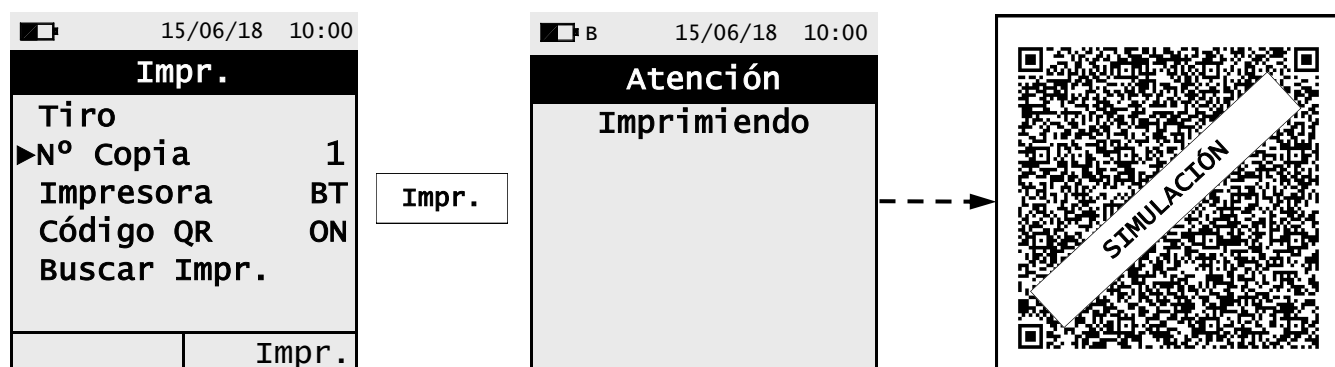 15/06/18 10:00
Impr.
Tiro
►Nº Copia 1
Impresora BT
Código QR ON
Buscar Impr.
Impr.
Impr.
B 15/06/18 10:00
Atención
Imprimiendo
SIMULACIÓN